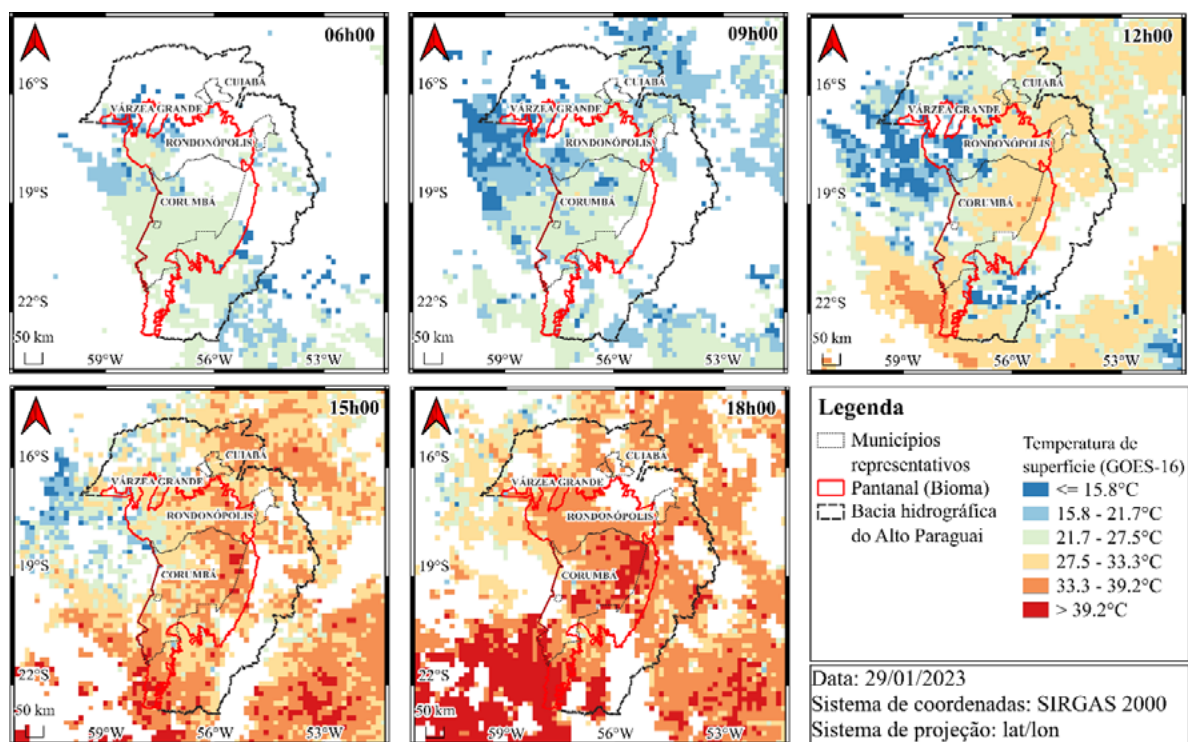 06h00
16°S
19°S
22°S
50 km
59°W
56°W
53°W
CUIABÁ
VÁRZEA GRANDE
RONDONÓPOLIS
CORUMBÁ
09h00
16°S
19°S
22°S
50 km
59°W
56°W
53°W
CUIABÁ
VÁRZEA GRANDE
RONDONÓPOLIS
CORUMBÁ
12h00
16°S
19°S
22°S
50 km
59°W
56°W
53°W
CUIABÁ
VÁRZEA GRANDE
RONDONÓPOLIS
CORUMBÁ
15h00
16°S
19°S
22°S
50 km
59°W
56°W
53°W
CUIABÁ
VÁRZEA GRANDE
RONDONÓPOLIS
CORUMBÁ
18h00
16°S
19°S
22°S
50 km
59°W
56°W
53°W
CUIABÁ
VÁRZEA GRANDE
RONDONÓPOLIS
CORUMBÁ
Legenda
Municípios
representativos
Pantanal (Bioma)
Bacia hidrográfica
do Alto Paraguai
Temperatura de
superfície (GOES-16)
<= 15.8°C
15.8 - 21.7°C
21.7 - 27.5°C
27.5 - 33.3°C
33.3 - 39.2°C
> 39.2°C
Data: 29/01/2023
Sistema de coordenadas: SIRGAS 2000
Sistema de projeção: lat/lon